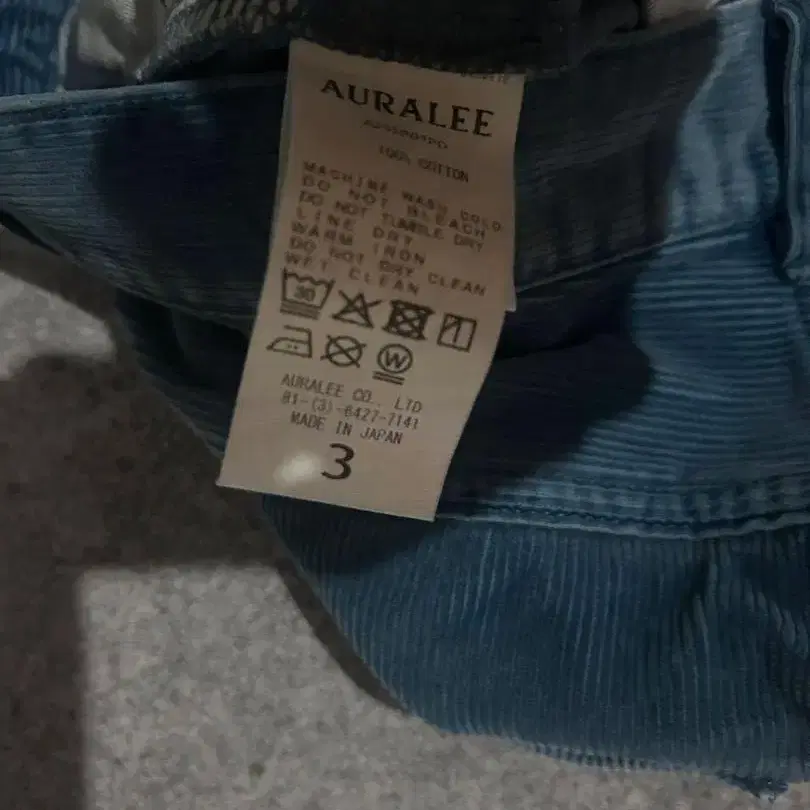 AURALEE
100% COTTON
MACHINE WASH COLD
DO NOT BLEACH
DO NOT TUMBLE DRY
LINE DRY
WARM IRON
DO NOT DRY CLEAN
WET CLEAN
30
W
AURALEE CO., LTD
81-(3)-6427-7141
MADE IN JAPAN
3